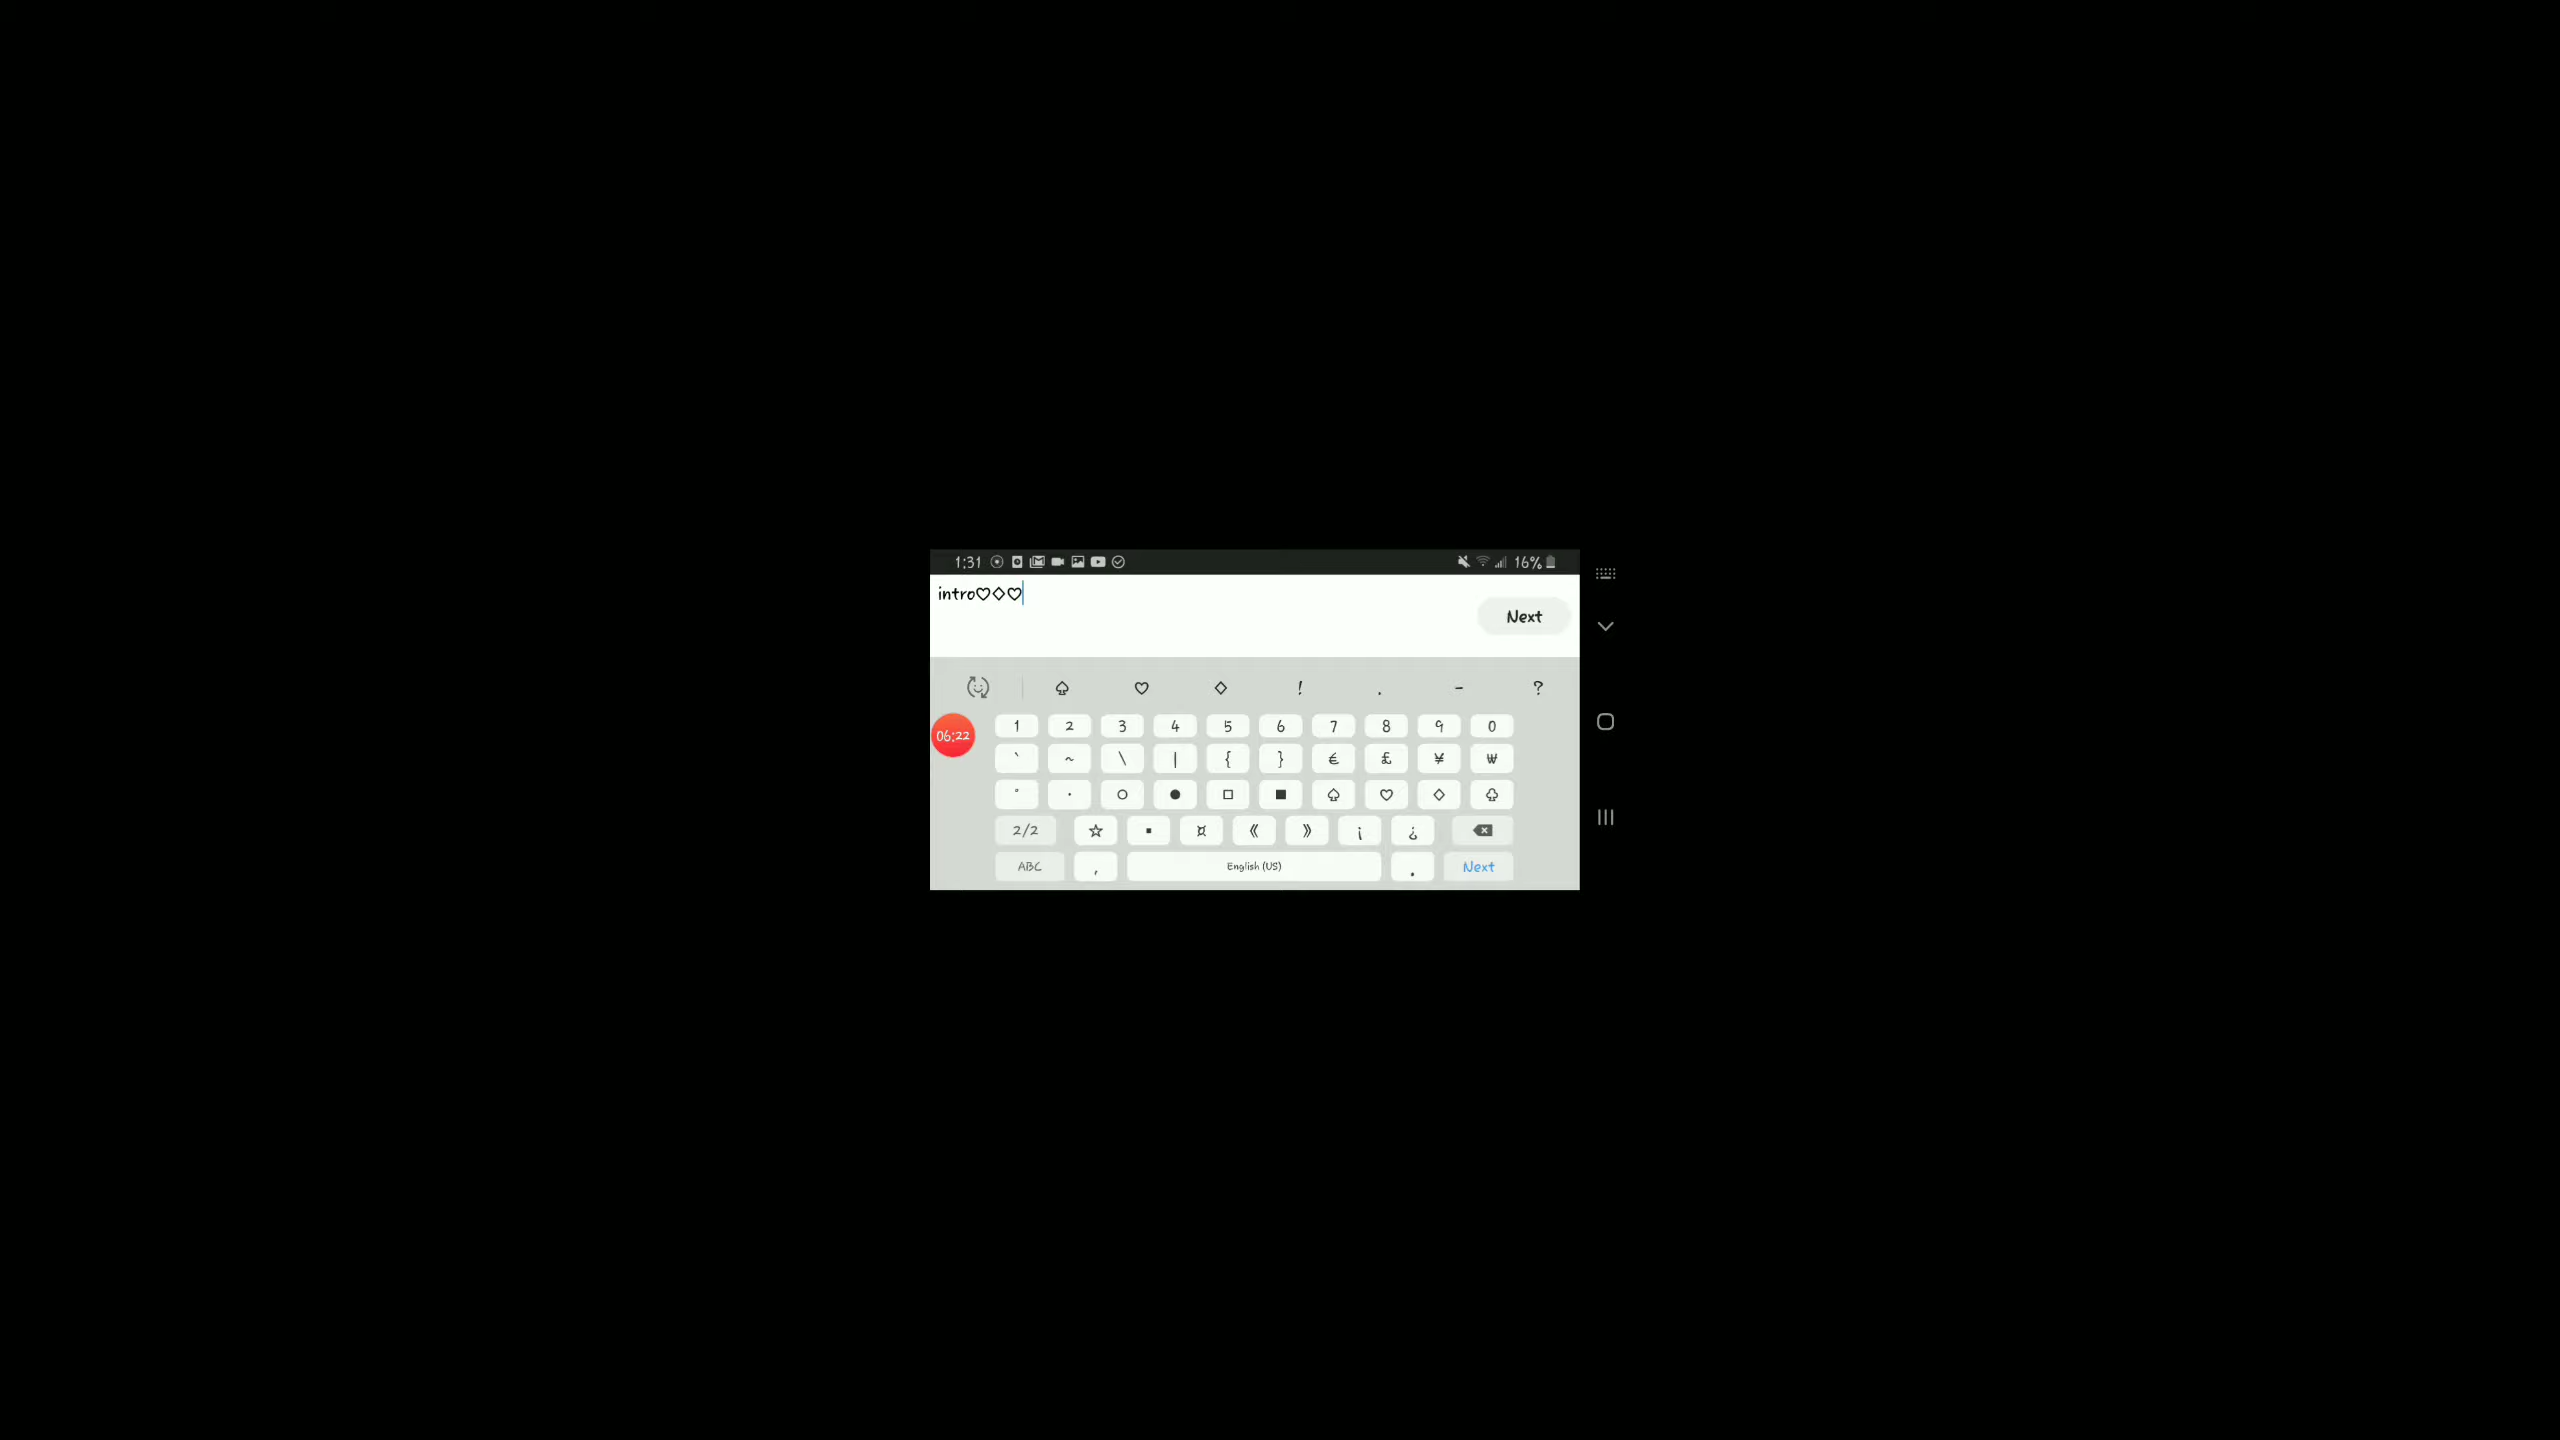 1:31 16%
intro♡◇♡
Next
♤ ♡ ◇ ! . - ?
06:22
1 2 3 4 5 6 7 8 9 0
` ~ \ | { } € £ ¥ ₩
° • ○ ● □ ■ ♤ ♡ ◇ ♧
2/2 ☆ ▪ ¤ 《 》 ¡ ¿
ABC , English (US) . Next